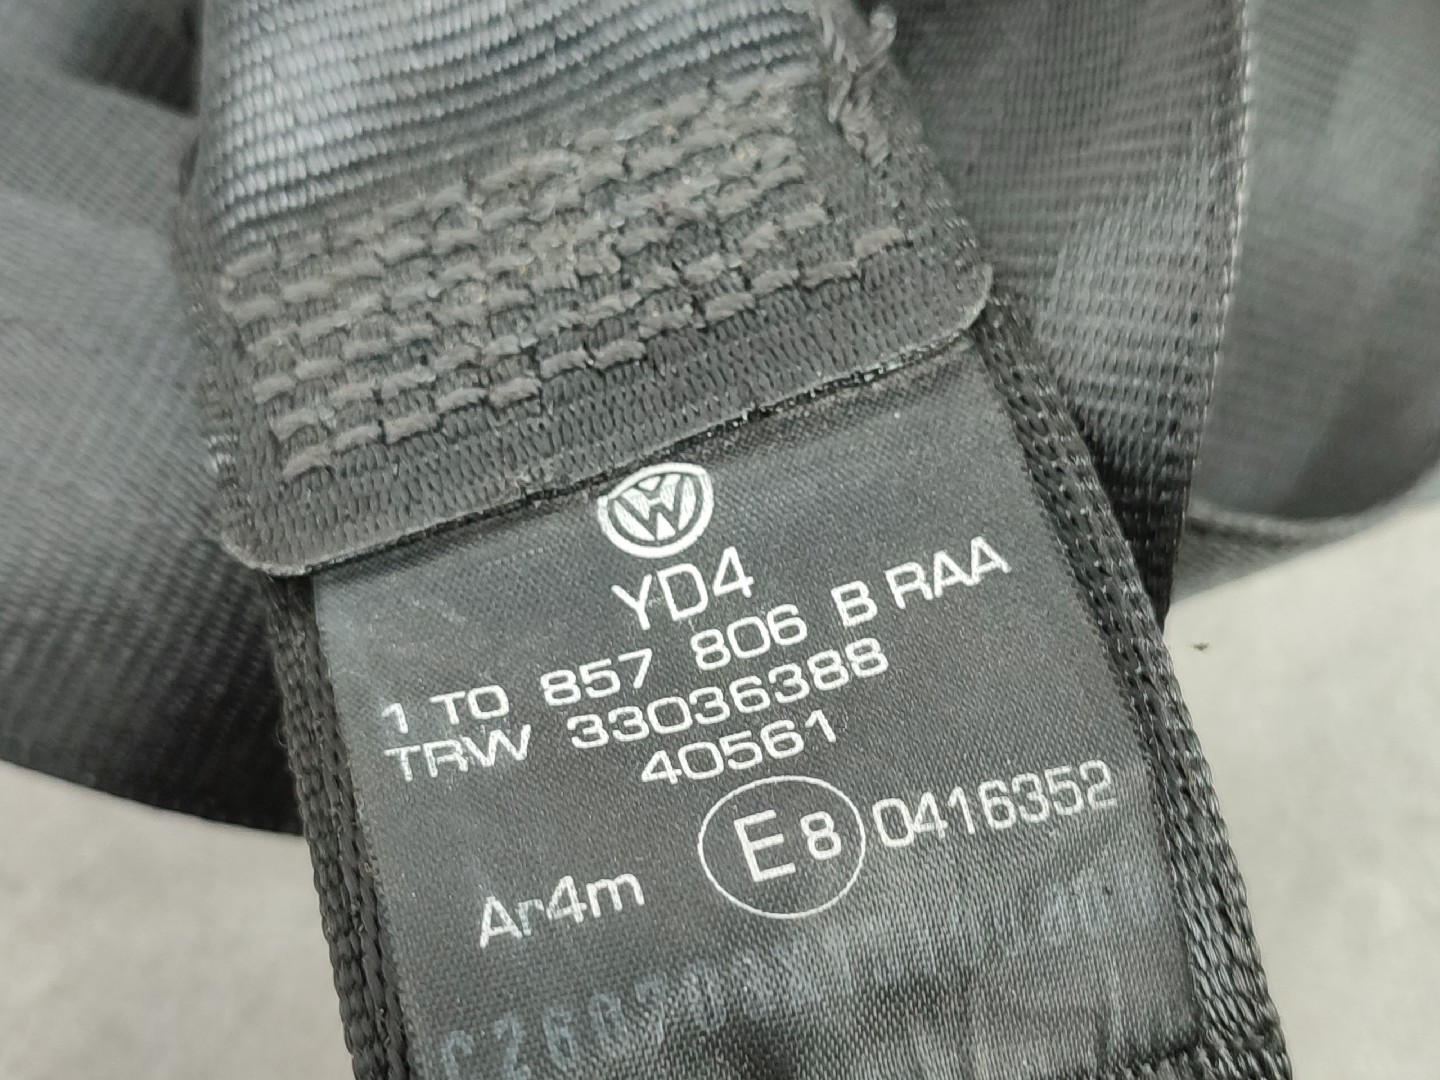 YD4
1 T0 857 806 B RAA
TRW 33036388
40561
E8 0416352
Ar4m